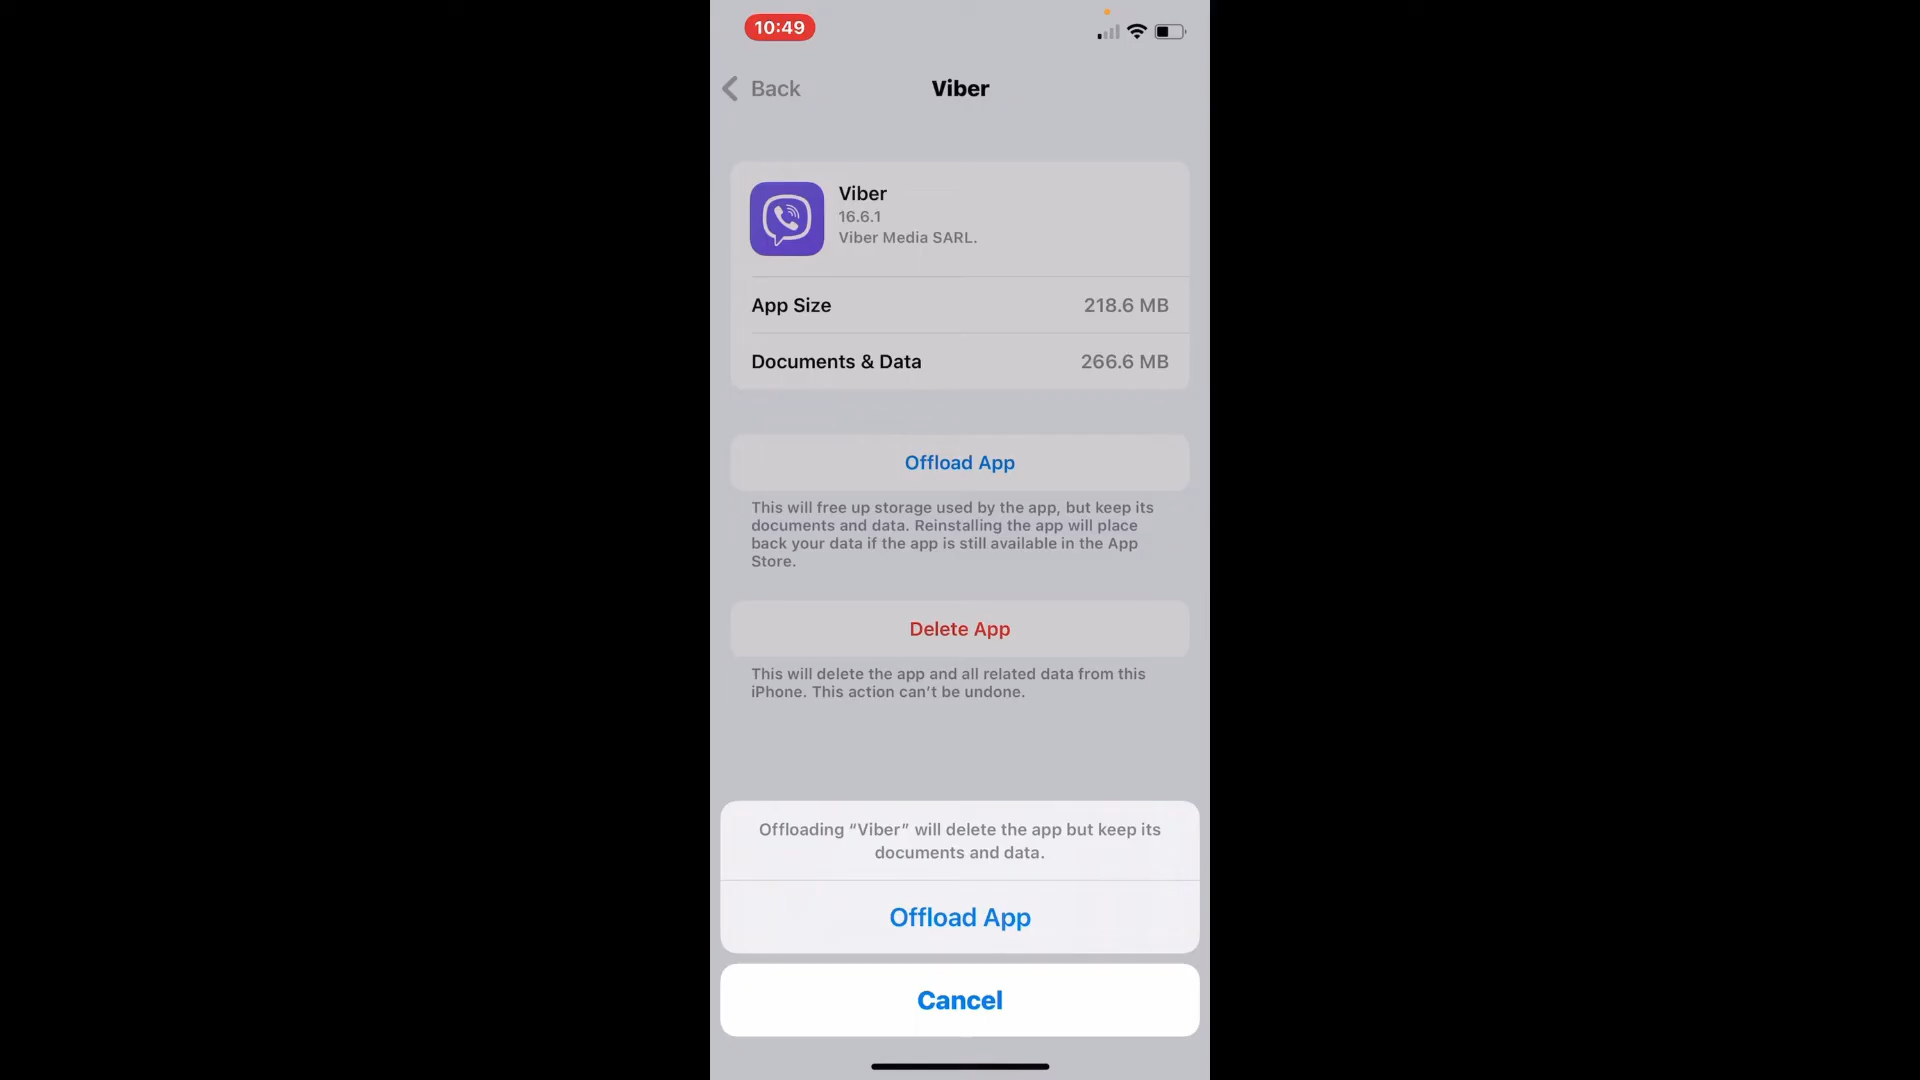 10:49
Back
Viber
Viber
16.6.1
Viber Media SARL.
App Size 218.6 MB
Documents & Data 266.6 MB
Offload App
This will free up storage used by the app, but keep its
documents and data. Reinstalling the app will place
back your data if the app is still available in the App
Store.
Delete App
This will delete the app and all related data from this
iPhone. This action can’t be undone.
Offloading “Viber” will delete the app but keep its
documents and data.
Offload App
Cancel